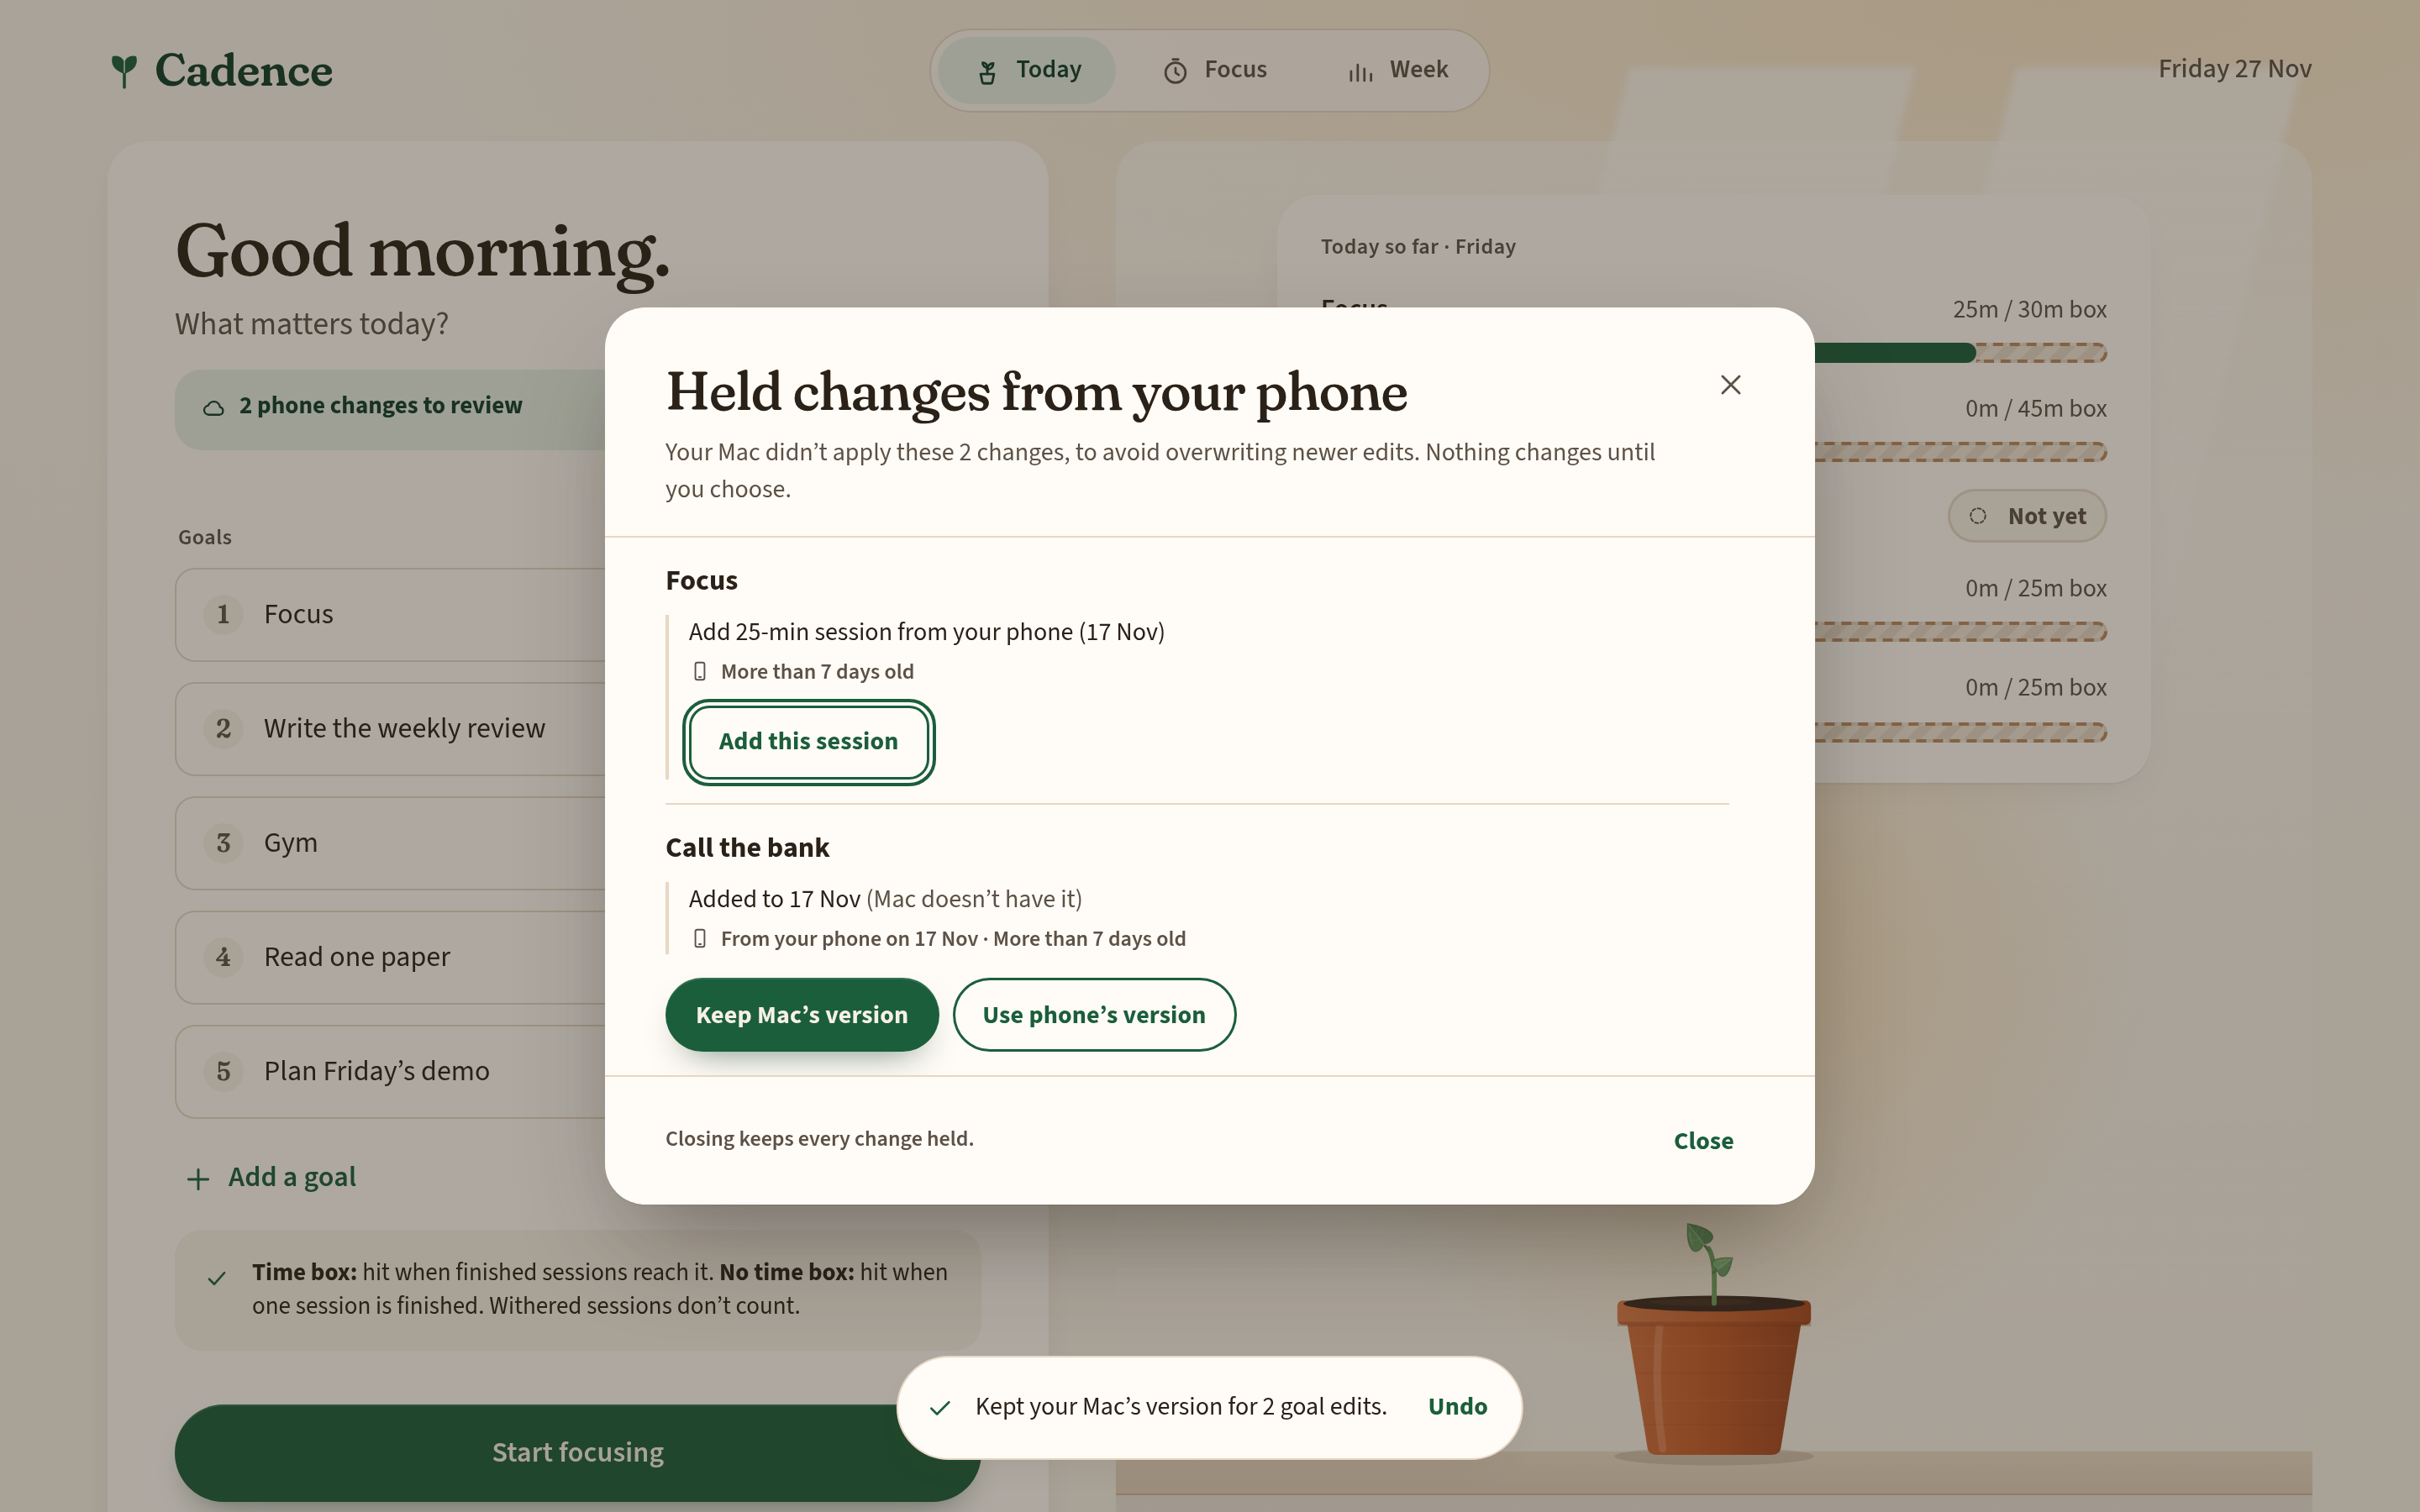 Cadence
Today
Focus
Week
Friday 27 Nov
Good morning.
What matters today?
2 phone changes to review
Goals
1 Focus
2 Write the weekly review
3 Gym
4 Read one paper
5 Plan Friday’s demo
Add a goal
Time box: hit when finished sessions reach it. No time box: hit when
one session is finished. Withered sessions don’t count.
Start focusing
Today so far · Friday
Focus
25m / 30m box
0m / 45m box
Not yet
0m / 25m box
0m / 25m box
Held changes from your phone
Your Mac didn’t apply these 2 changes, to avoid overwriting newer edits. Nothing changes until
you choose.
Focus
Add 25-min session from your phone (17 Nov)
More than 7 days old
Add this session
Call the bank
Added to 17 Nov (Mac doesn’t have it)
From your phone on 17 Nov · More than 7 days old
Keep Mac’s version
Use phone’s version
Closing keeps every change held.
Close
Kept your Mac’s version for 2 goal edits.
Undo